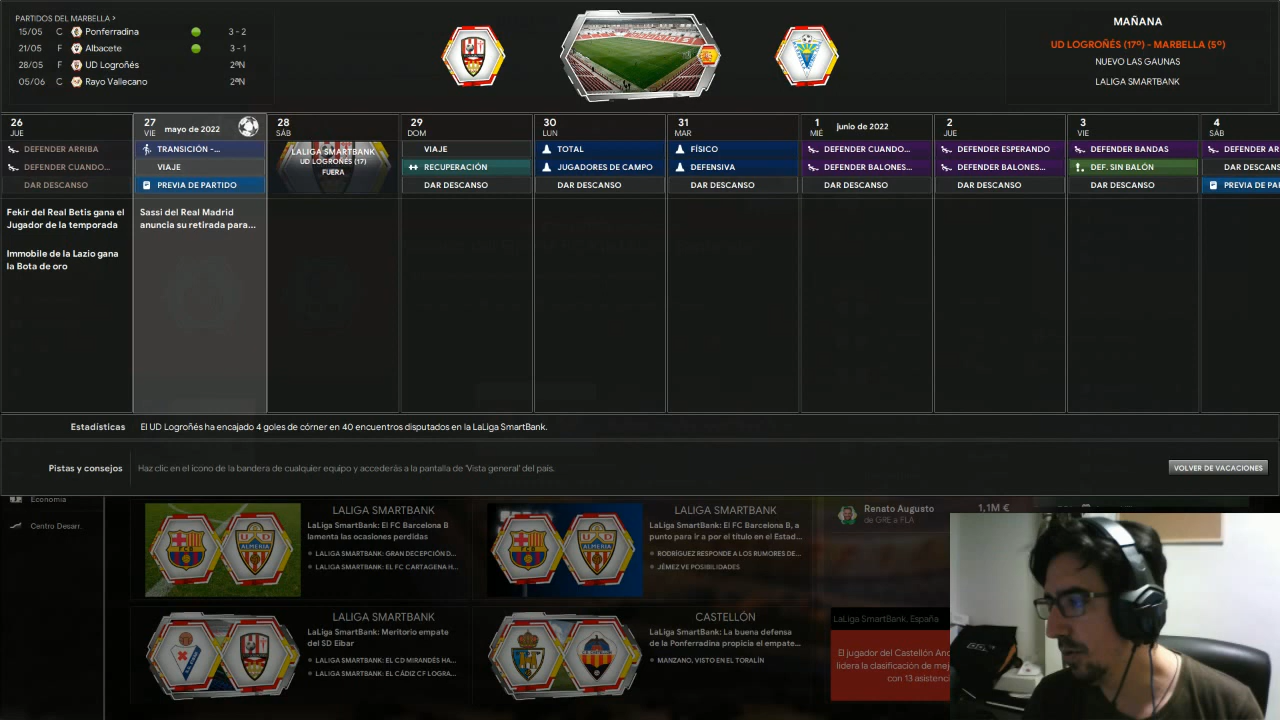 PARTIDOS DEL MARBELLA >
15/05 C Ponferradina 3 - 2
21/05 F Albacete 3 - 1
28/05 F UD Logroñés 2ªN
05/06 C Rayo Vallecano 2ªN
MAÑANA
UD LOGROÑÉS (17º) - MARBELLA (5º)
NUEVO LAS GAUNAS
LALIGA SMARTBANK
26
JUE
DEFENDER ARRIBA
DEFENDER CUANDO...
DAR DESCANSO
Fekir del Real Betis gana el
Jugador de la temporada
Immobile de la Lazio gana
la Bota de oro
27
VIE mayo de 2022
TRANSICIÓN -...
VIAJE
PREVIA DE PARTIDO
Sassi del Real Madrid
anuncia su retirada para...
28
SÁB
LALIGA SMARTBANK
UD LOGROÑÉS (17)
FUERA
29
DOM
VIAJE
RECUPERACIÓN
DAR DESCANSO
30
LUN
TOTAL
JUGADORES DE CAMPO
DAR DESCANSO
31
MAR
FÍSICO
DEFENSIVA
DAR DESCANSO
1
MIÉ junio de 2022
DEFENDER CUANDO...
DEFENDER BALONES...
DAR DESCANSO
2
JUE
DEFENDER ESPERANDO
DEFENDER BALONES...
DAR DESCANSO
3
VIE
DEFENDER BANDAS
DEF. SIN BALÓN
DAR DESCANSO
4
SÁB
DEFENDER AR
DAR DESCANS
PREVIA DE PA
Estadísticas El UD Logroñés ha encajado 4 goles de córner en 40 encuentros disputados en la LaLiga SmartBank.
Pistas y consejos Haz clic en el icono de la bandera de cualquier equipo y accederás a la pantalla de 'Vista general' del país.
VOLVER DE VACACIONES
Economía
Centro Desarr.
LALIGA SMARTBANK
LaLiga SmartBank: El FC Barcelona B
lamenta las ocasiones perdidas
LALIGA SMARTBANK: GRAN DECEPCIÓN D...
LALIGA SMARTBANK: EL FC CARTAGENA H...
LALIGA SMARTBANK
LaLiga SmartBank: El FC Barcelona B, a
punto para ir a por el título en el Estad...
RODRÍGUEZ RESPONDE A LOS RUMORES DE...
JÉMEZ VE POSIBILIDADES
Renato Augusto 1,1M €
de GRE a FLA
LALIGA SMARTBANK
LaLiga SmartBank: Meritorio empate
del SD Eibar
LALIGA SMARTBANK: EL CD MIRANDÉS HA...
LALIGA SMARTBANK: EL CÁDIZ CF LOGRA...
CASTELLÓN
LaLiga SmartBank: La buena defensa
de la Ponferradina propicia el empate...
MANZANO, VISTO EN EL TORALÍN
LaLiga SmartBank. España
El jugador del Castellón And
lidera la clasificación de mej
con 13 asistenci